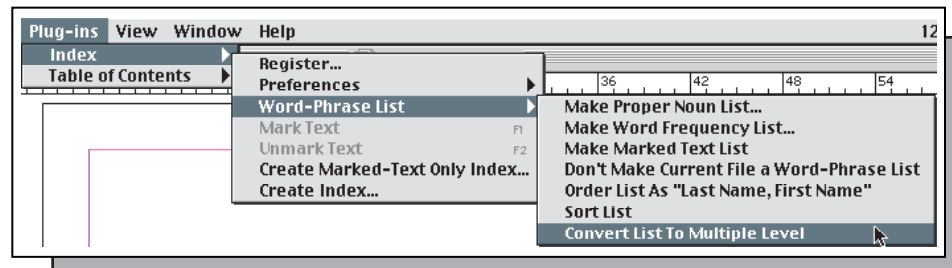 Plug-ins View Window Help 12
Index
Table of Contents
Register...
Preferences
Word-Phrase List
Mark Text F1
Unmark Text F2
Create Marked-Text Only Index...
Create Index...
36 42 48 54
Make Proper Noun List...
Make Word Frequency List...
Make Marked Text List
Don't Make Current File a Word-Phrase List
Order List As "Last Name, First Name"
Sort List
Convert List To Multiple Level